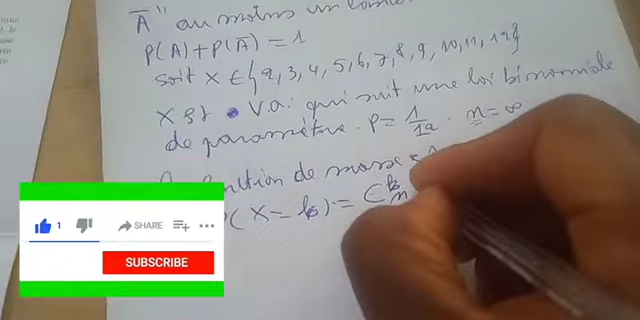 Ā" au moins un
P(A) + P(Ā) = 1
soit X ∈ {2, 3, 4, 5, 6, 7, 8, 9, 10, 11, 12}
X est v.a. qui suit une loi binomiale
de paramètre. P = 1/12 . n = ∞
fonction de masse
P(X = k) = C_n^k
1 SHARE
SUBSCRIBE